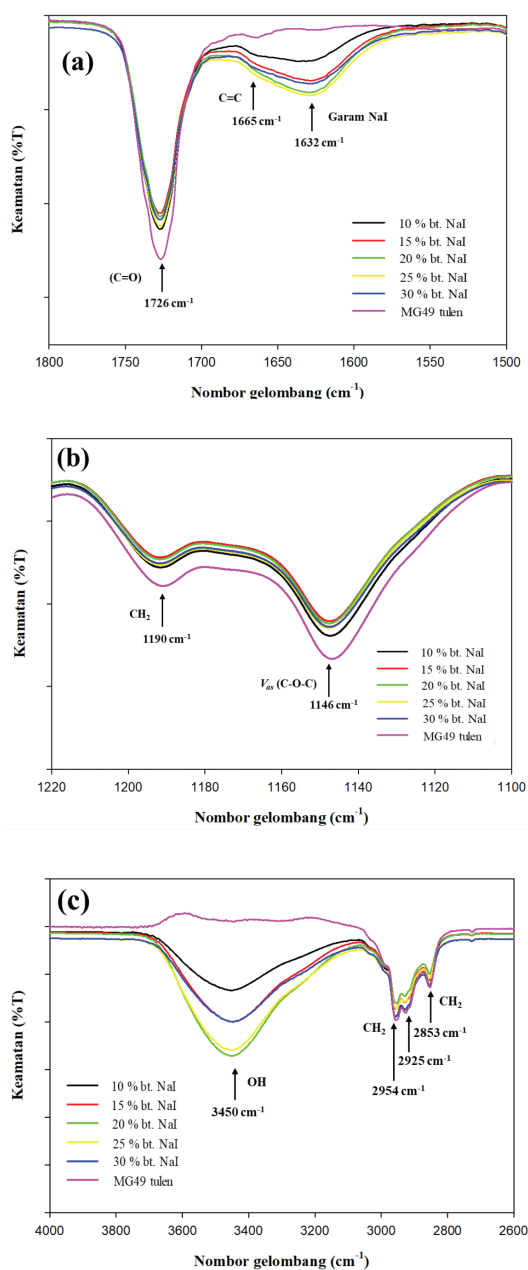 (a)
C=C
1665 cm-1
Garam NaI
1632 cm-1
Keamatan (%T)
(C=O)
1726 cm-1
10 % bt. NaI
15 % bt. NaI
20 % bt. NaI
25 % bt. NaI
30 % bt. NaI
MG49 tulen
1800 1700 1600 1550 1500
Nombor gelombang (cm-1)
(b)
Keamatan (%T)
CH2
1190 cm-1
Vas (C-O-C)
1146 cm-1
10 % bt. NaI
15 % bt. NaI
20 % bt. NaI
25 % bt. NaI
30 % bt. NaI
MG49 tulen
1220 1200 1180 1160 1140 1120 1100
Nombor gelombang (cm-1)
(c)
Keamatan (%T)
CH2
2853 cm-1
CH2
2925 cm-1
2954 cm-1
OH
3450 cm-1
10 % bt. NaI
15 % bt. NaI
20 % bt. NaI
25 % bt. NaI
30 % bt. NaI
MG49 tulen
4000 3800 3600 3400 3200 3000 2800 2600
Nombor gelombang (cm-1)